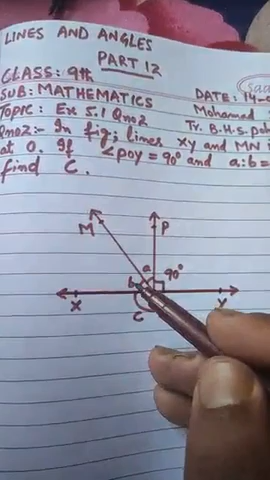 LINES AND ANGLES
PART 12
CLASS: 9th
SUB: MATHEMATICS DATE: 14-
Topic: Ex 5.1 Qno2 Mohamad
Tr. B.H.S. 
Qno2:- In fig; lines xy and MN
at O. If <poy = 90° and a:b=
find C.
M P
a
b 90°
X Y
C